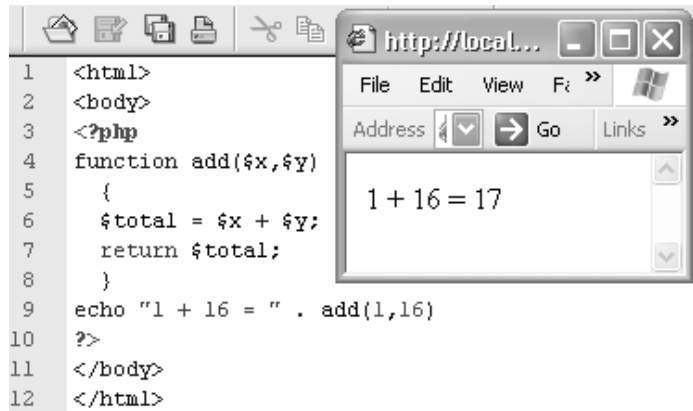 1 <html>
2 <body>
3 <?php
4 function add($x,$y)
5 {
6 $total = $x + $y;
7 return $total;
8 }
9 echo "1 + 16 = " . add(1,16)
10 ?>
11 </body>
12 </html>
http://local...
File Edit View Fa »
Address Go Links »
1 + 16 = 17